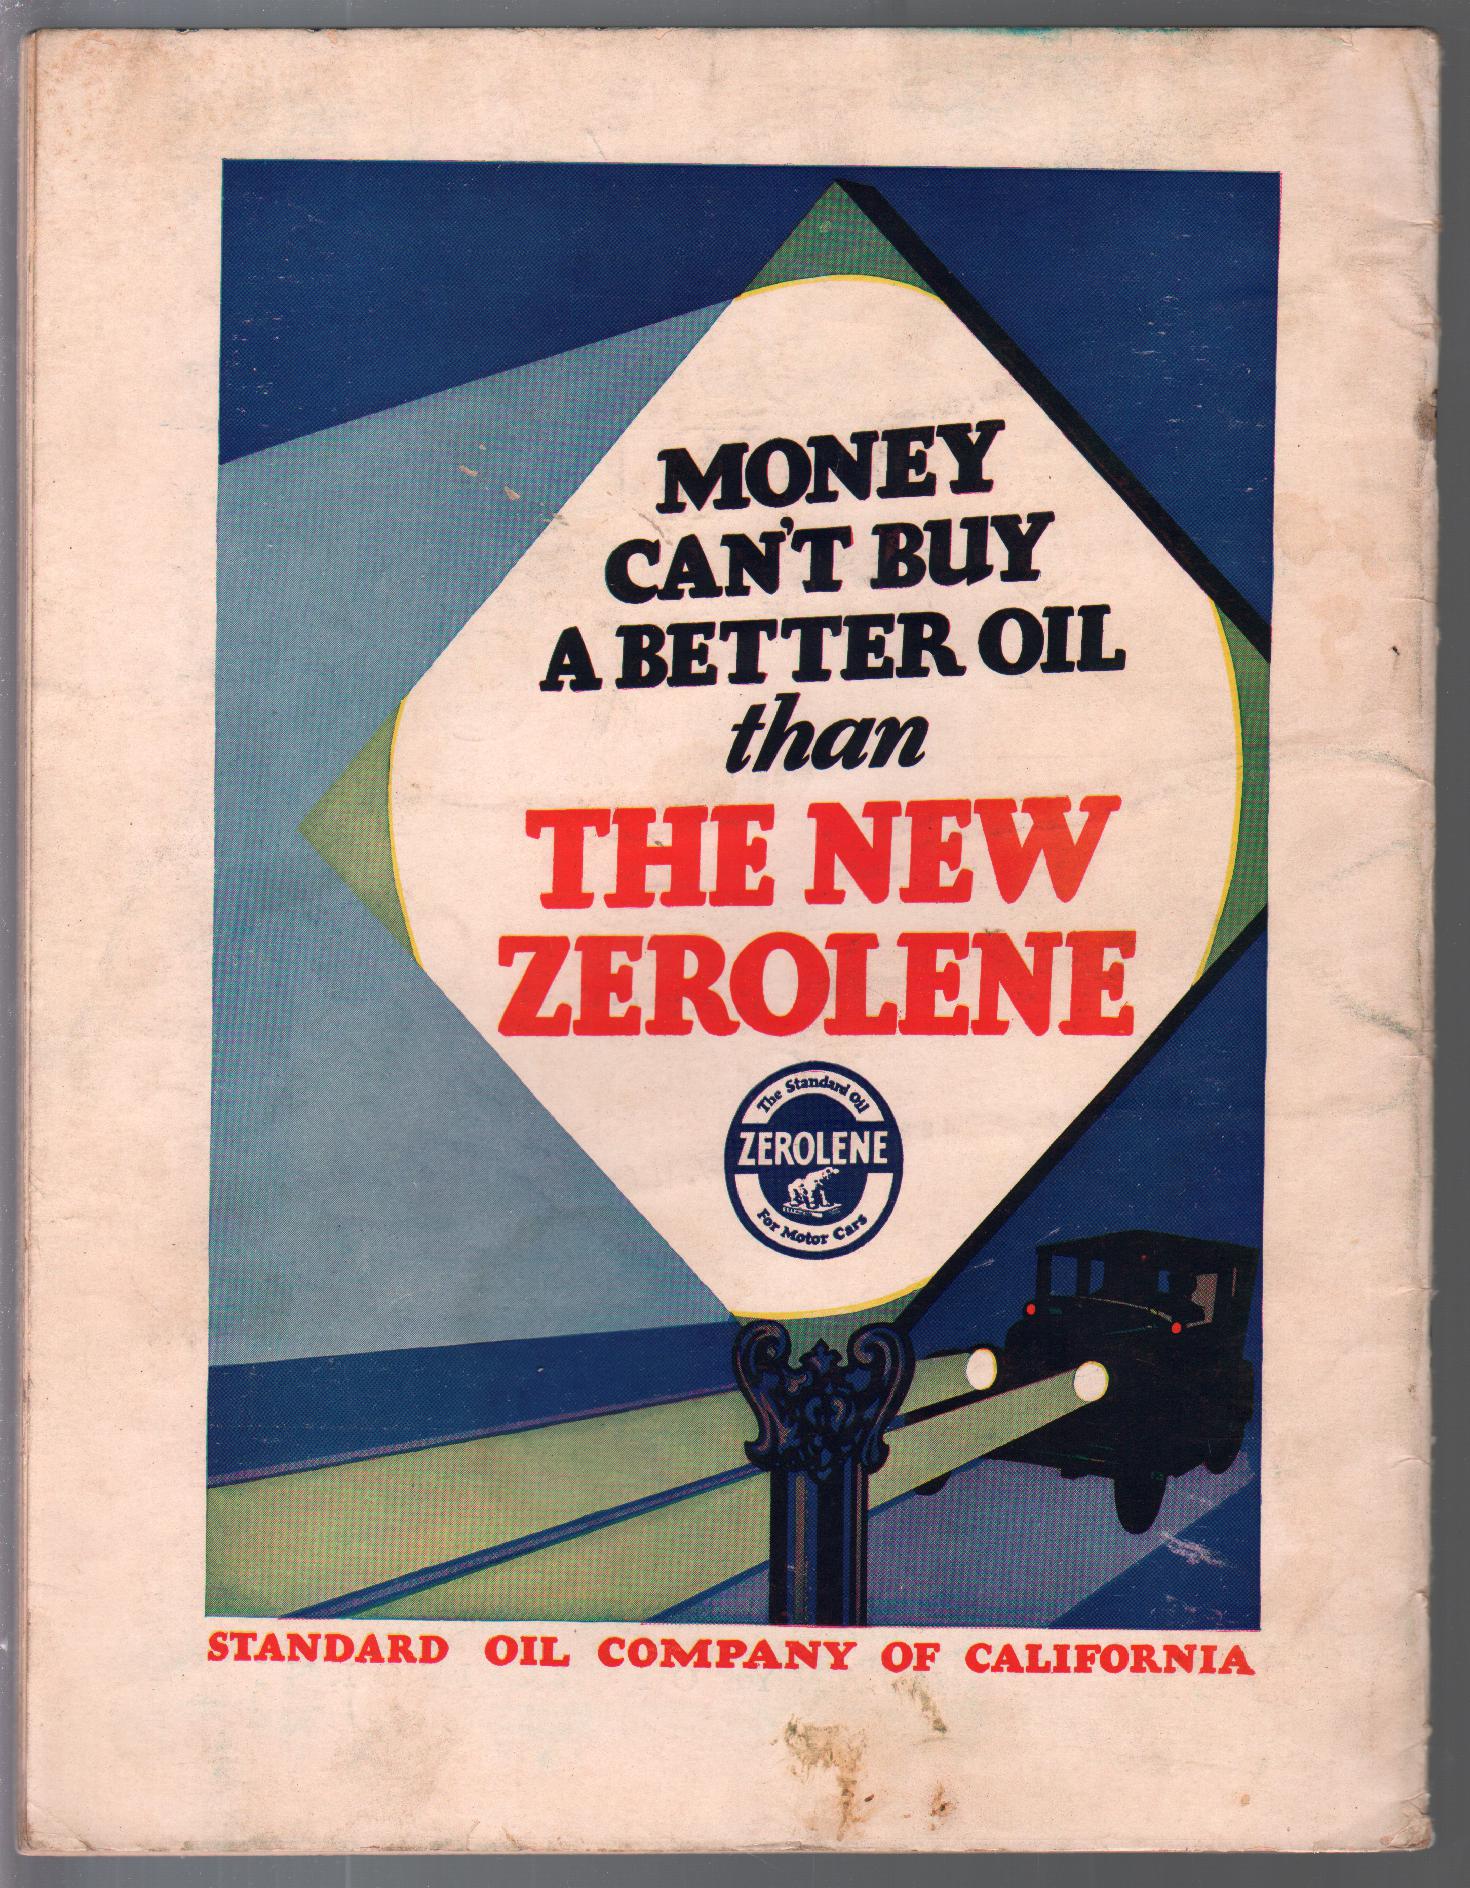 MONEY
CAN'T BUY
A BETTER OIL
than
THE NEW
ZEROLENE
The Standard Oil
ZEROLENE
For Motor Cars
STANDARD OIL COMPANY OF CALIFORNIA